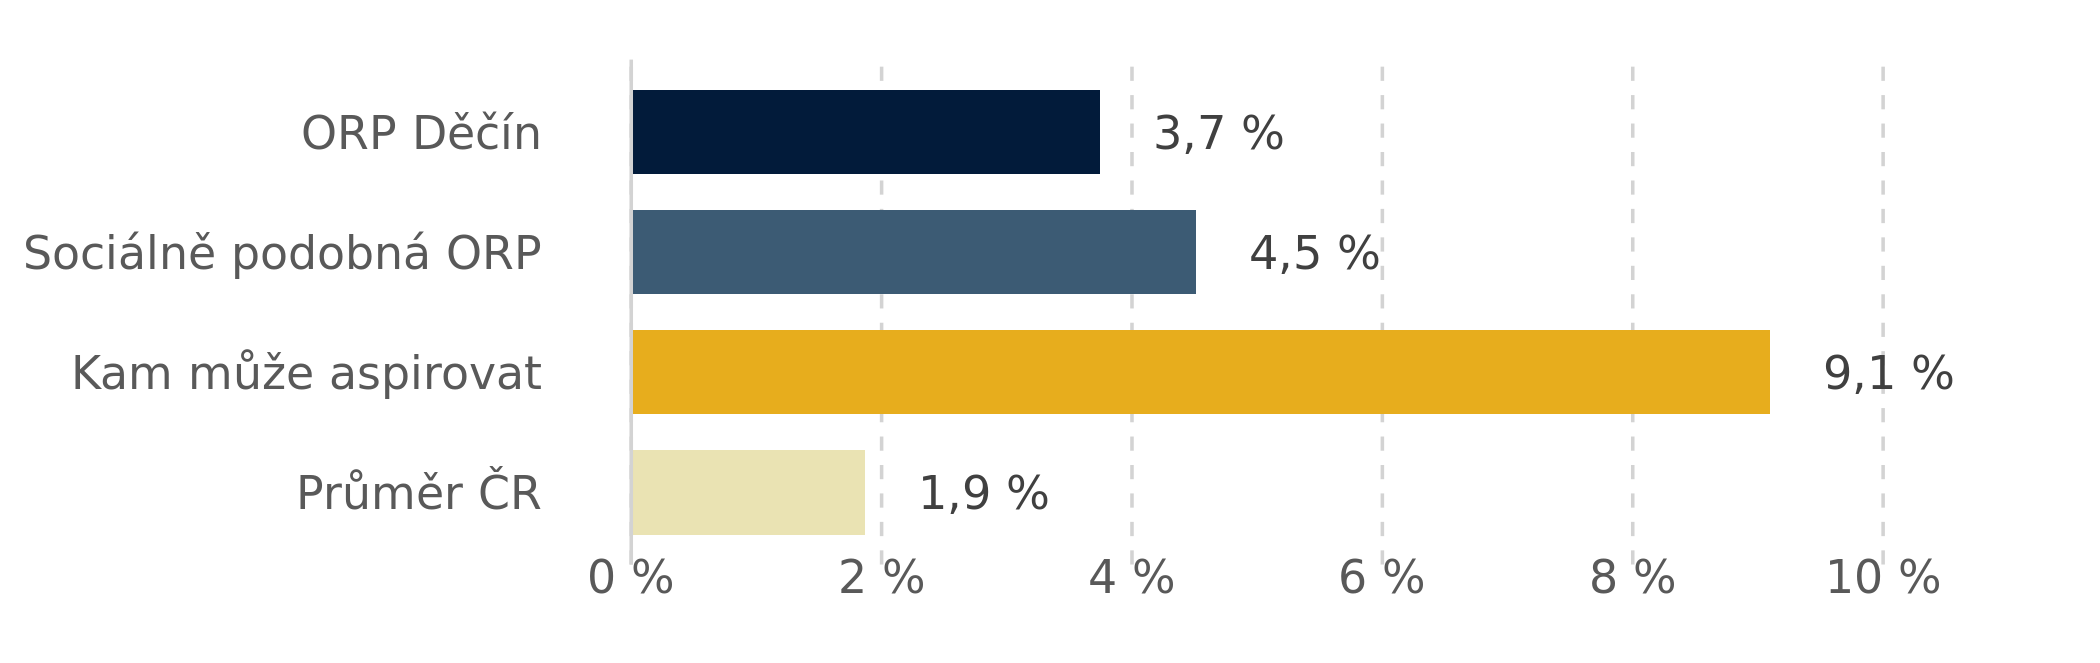 ORP Děčín 3,7 %
Sociálně podobná ORP 4,5 %
Kam může aspirovat 9,1 %
Průměr ČR 1,9 %
0 % 2 % 4 % 6 % 8 % 10 %